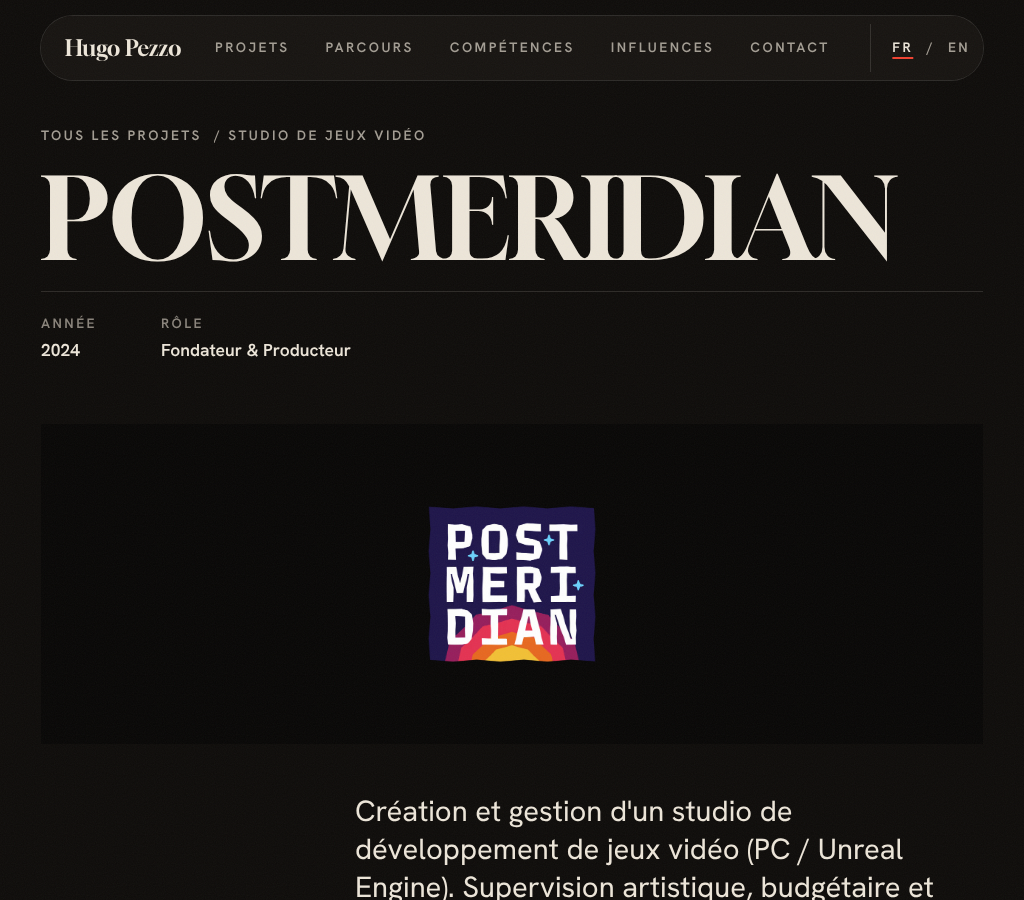 Hugo Pezzo PROJETS PARCOURS COMPÉTENCES INFLUENCES CONTACT FR / EN
TOUS LES PROJETS / STUDIO DE JEUX VIDÉO
POSTMERIDIAN
ANNÉE RÔLE
2024 Fondateur & Producteur
POST
MERI
DIAN
Création et gestion d'un studio de
développement de jeux vidéo (PC / Unreal
Engine). Supervision artistique, budgétaire et